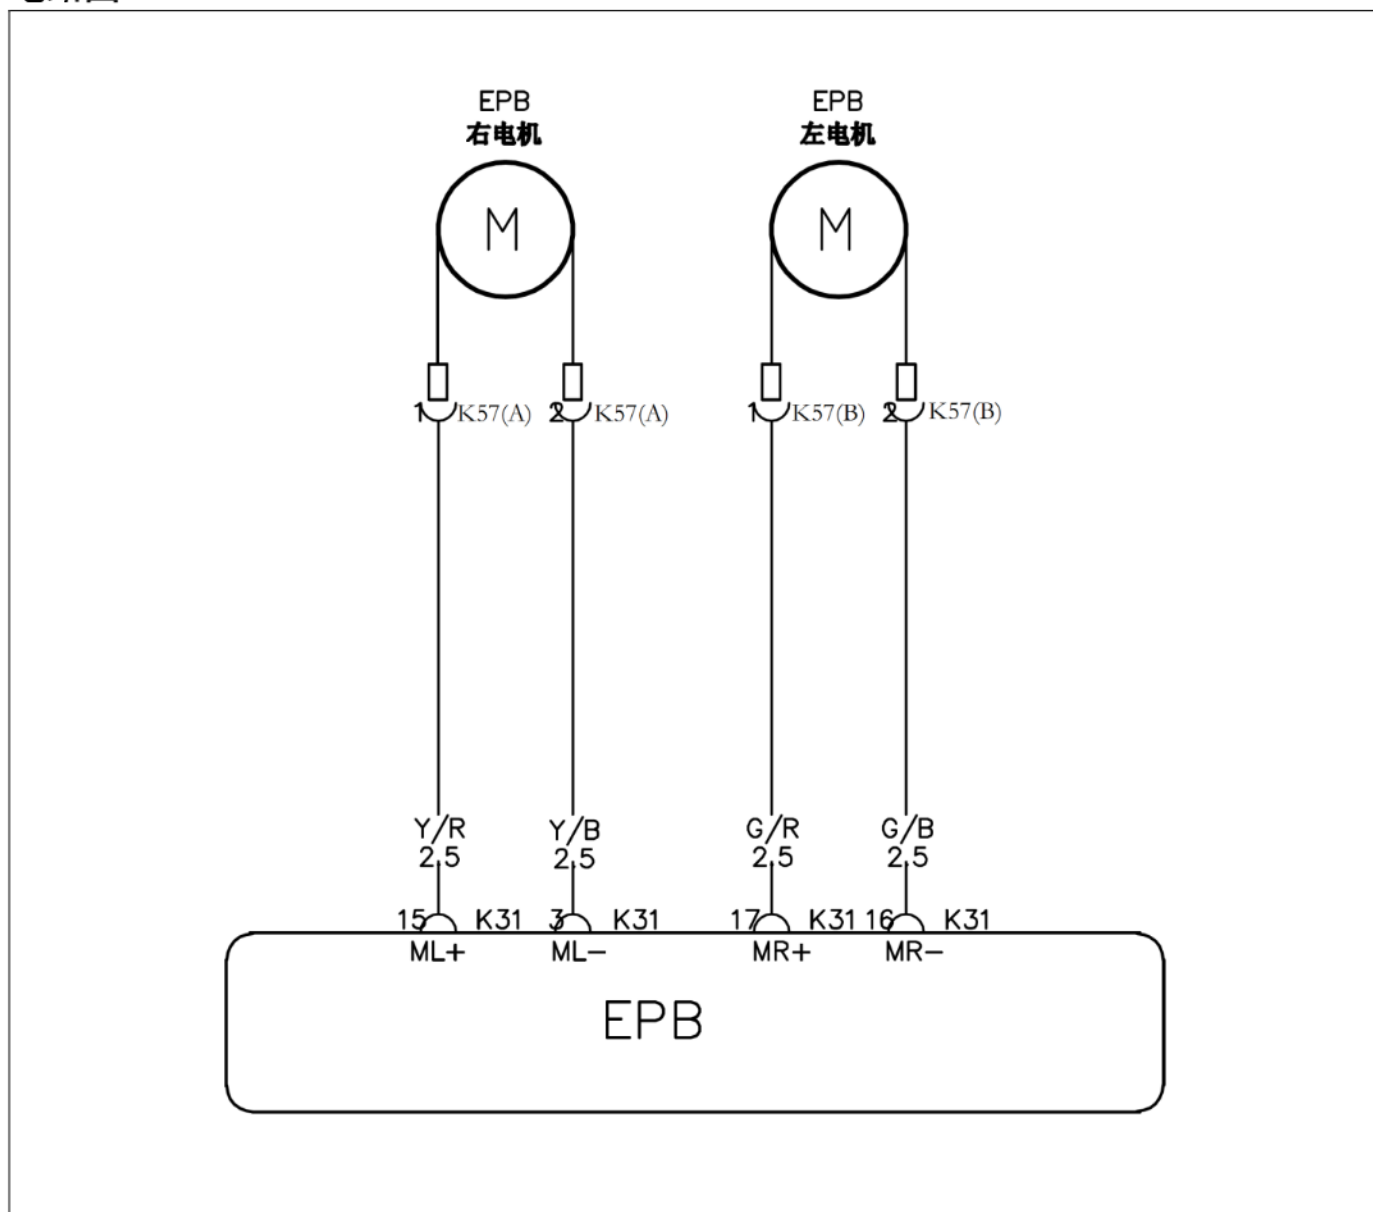 EPB
右电机
EPB
左电机
M
M
1 K57(A) 2 K57(A) 1 K57(B) 2 K57(B)
Y/R Y/B G/R G/B
2.5 2.5 2.5 2.5
15 K31 3 K31 17 K31 16 K31
ML+ ML- MR+ MR-
EPB